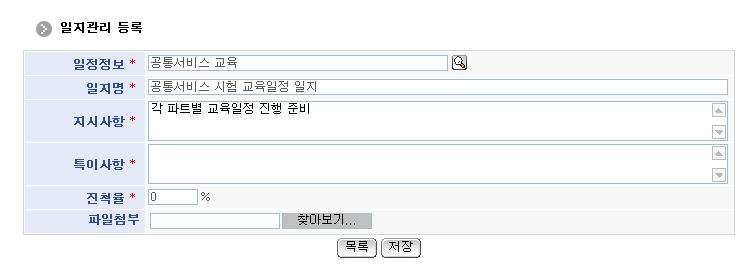 일지관리 등록
일정정보 * 공통서비스 교육
일지명 * 공통서비스 시험 교육일정 일지
지시사항 * 각 파트별 교육일정 진행 준비
특이사항 *
진척율 * 0 %
파일첨부 찾아보기...
목록 저장